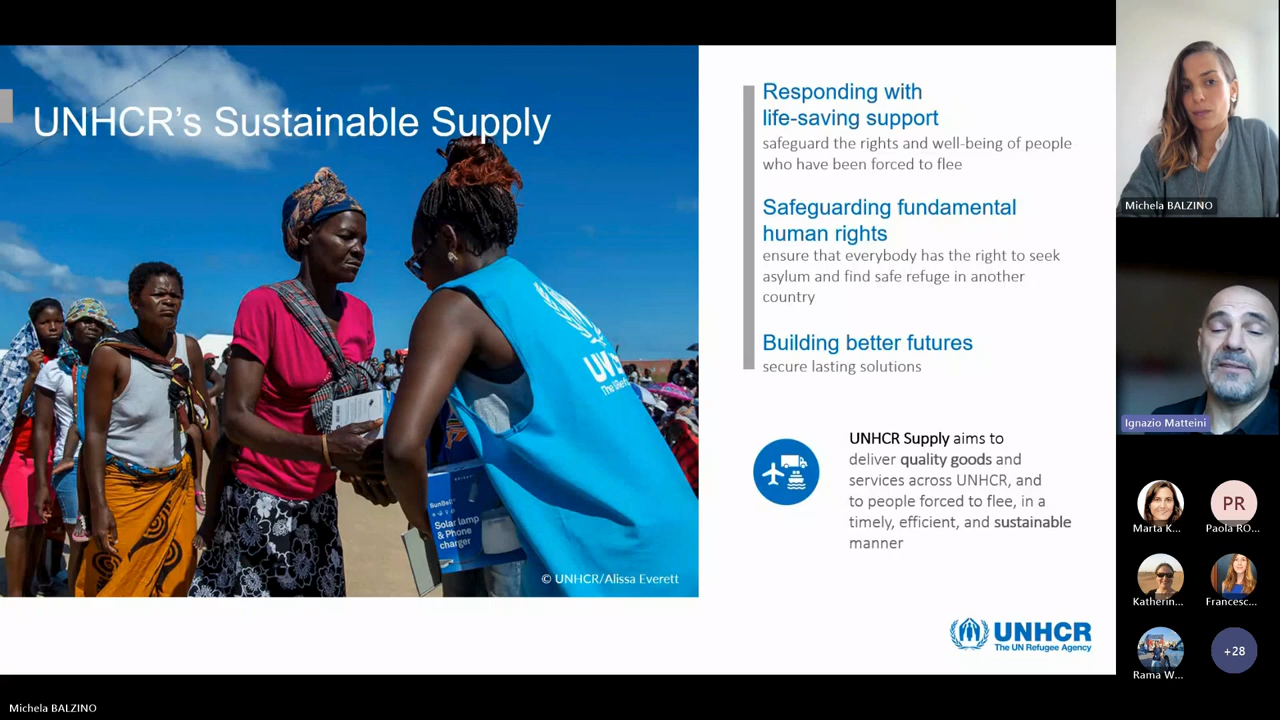 UNHCR's Sustainable Supply
SunBell
Solar lamp
& Phone
charger
© UNHCR/Alissa Everett
Responding with
life-saving support
safeguard the rights and well-being of people
who have been forced to flee
Safeguarding fundamental
human rights
ensure that everybody has the right to seek
asylum and find safe refuge in another
country
Building better futures
secure lasting solutions
UNHCR Supply aims to
deliver quality goods and
services across UNHCR, and
to people forced to flee, in a
timely, efficient, and sustainable
manner
UNHCR
The UN Refugee Agency
Michela BALZINO
Ignazio Matteini
PR
Marta K...
Paola RO...
Katherin...
Francesc...
Rama W...
+28
Michela BALZINO